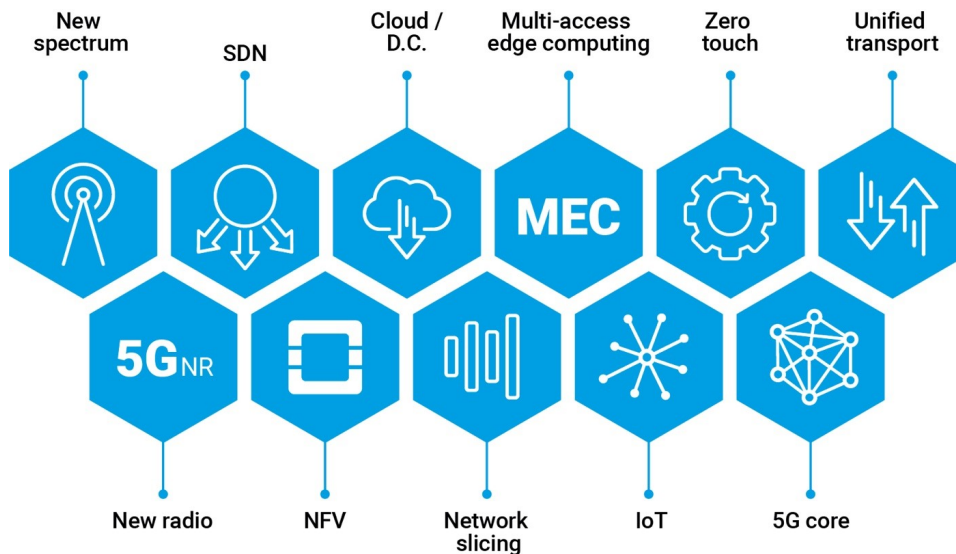 New
spectrum
SDN
Cloud /
D.C.
Multi-access
edge computing
Zero
touch
Unified
transport
MEC
5GNR
New radio
NFV
Network
slicing
IoT
5G core